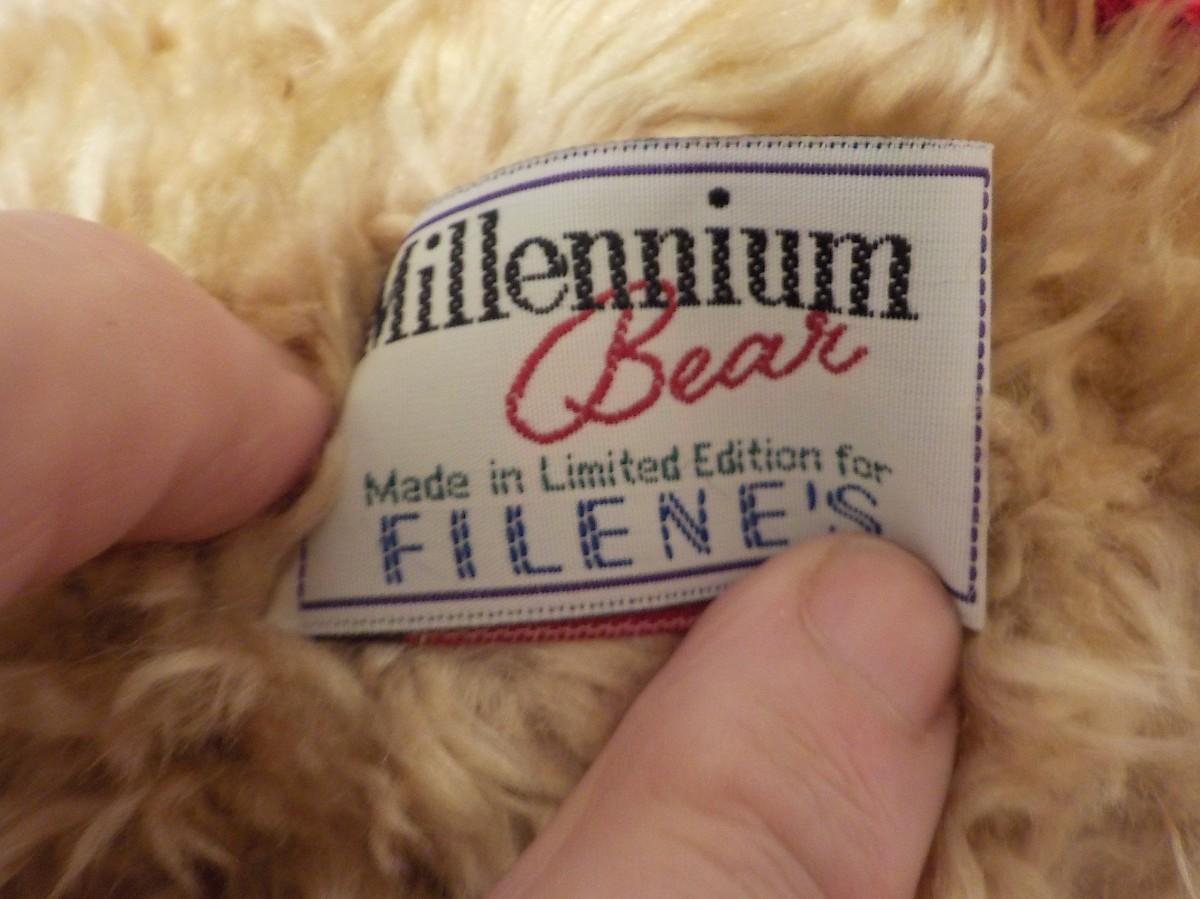 Millennium
Bear
Made in Limited Edition for
FILENE'S